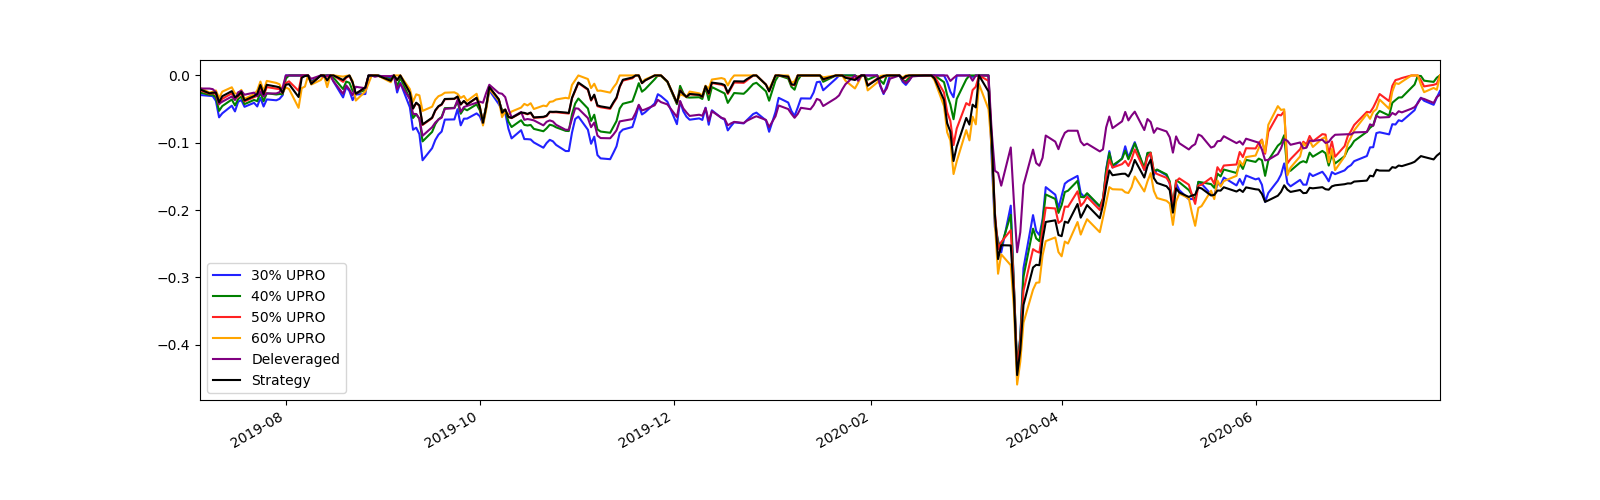 0.0
−0.1
−0.2
−0.3
−0.4
30% UPRO
40% UPRO
50% UPRO
60% UPRO
Deleveraged
Strategy
2019-08
2019-10
2019-12
2020-02
2020-04
2020-06